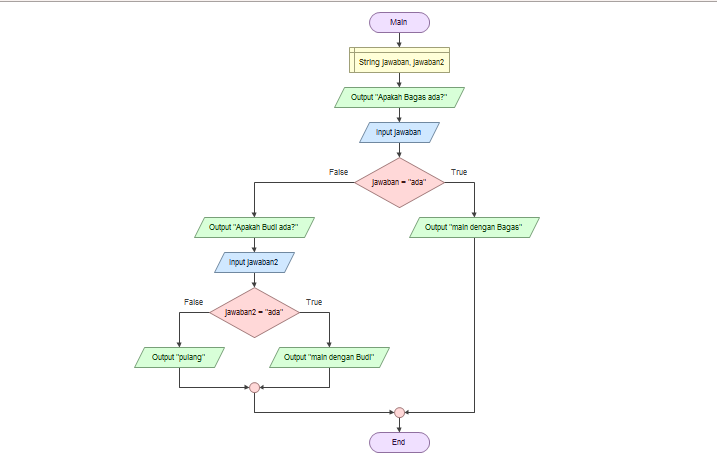 Main
String jawaban, jawaban2
Output "Apakah Bagas ada?"
Input jawaban
False
True
jawaban = "ada"
Output "Apakah Budi ada?"
Output "main dengan Bagas"
Input jawaban2
False
True
jawaban2 = "ada"
Output "pulang"
Output "main dengan Budi"
End